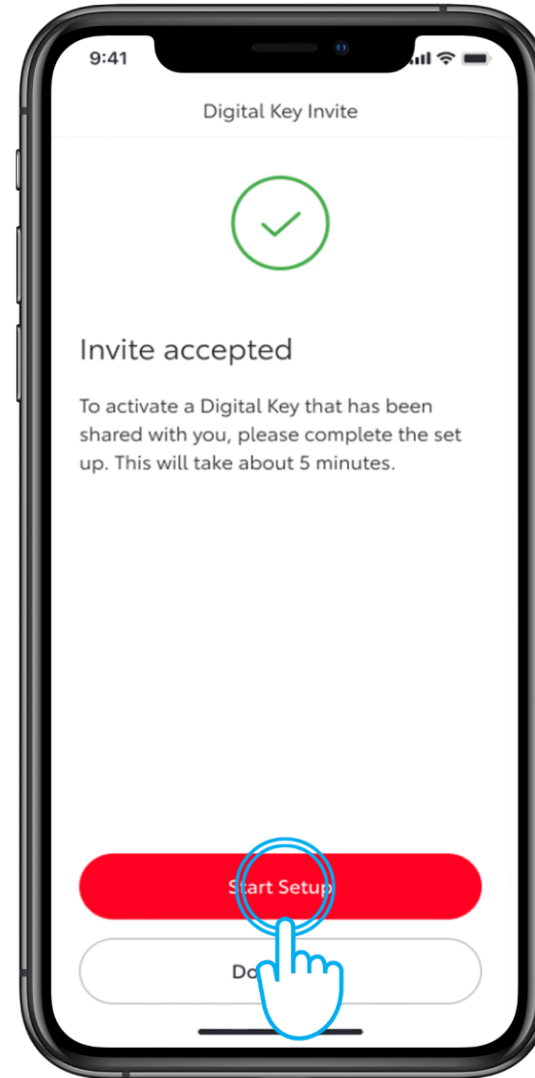 9:41
Digital Key Invite
Invite accepted
To activate a Digital Key that has been
shared with you, please complete the set
up. This will take about 5 minutes.
Start Setup